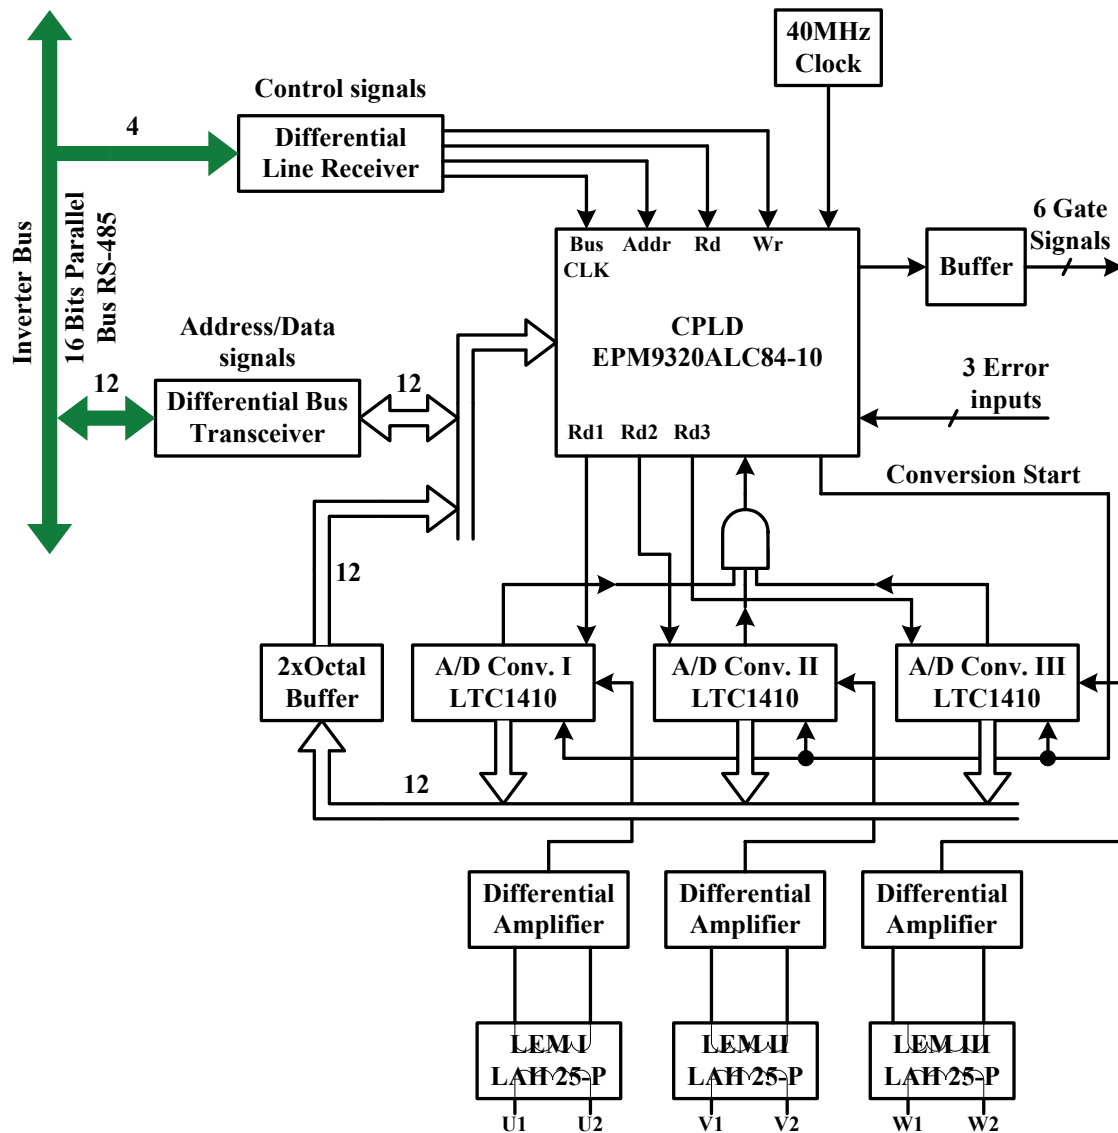 40MHz
Clock
Control signals
4
Differential
Line Receiver
Inverter Bus
16 Bits Parallel
Bus RS-485
6 Gate
Signals
Bus
CLK
Addr
Rd
Wr
Buffer
CPLD
EPM9320ALC84-10
Address/Data
signals
12
Differential Bus
Transceiver
12
3 Error
inputs
Rd1
Rd2
Rd3
Conversion Start
12
2xOctal
Buffer
A/D Conv. I
LTC1410
A/D Conv. II
LTC1410
A/D Conv. III
LTC1410
12
Differential
Amplifier
Differential
Amplifier
Differential
Amplifier
LEM I
LAH 25-P
LEM II
LAH 25-P
LEM III
LAH 25-P
U1
U2
V1
V2
W1
W2